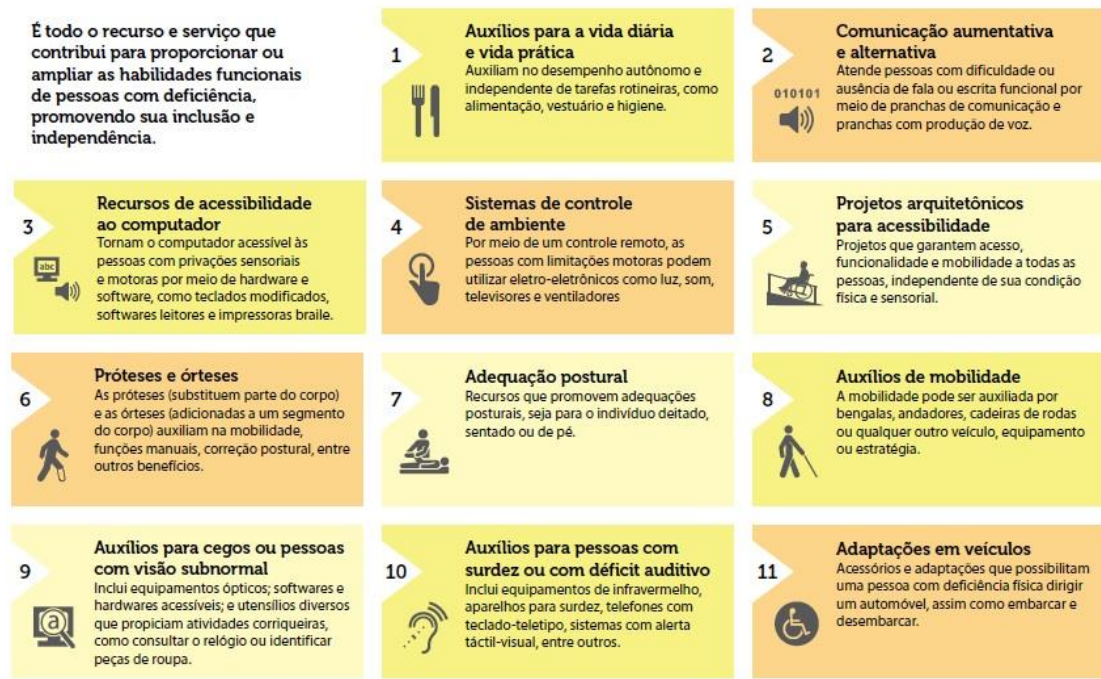 É todo o recurso e serviço que
contribui para proporcionar ou
ampliar as habilidades funcionais
de pessoas com deficiência,
promovendo sua inclusão e
independência.
1
Auxílios para a vida diária
e vida prática
Auxiliam no desempenho autônomo e
independente de tarefas rotineiras, como
alimentação, vestuário e higiene.
2
010101
Comunicação aumentativa
e alternativa
Atende pessoas com dificuldade ou
ausência de fala ou escrita funcional por
meio de pranchas de comunicação e
pranchas com produção de voz.
3
abc
Recursos de acessibilidade
ao computador
Tornam o computador acessível às
pessoas com privações sensoriais
e motoras por meio de hardware e
software, como teclados modificados,
softwares leitores e impressoras braile.
4
Sistemas de controle
de ambiente
Por meio de um controle remoto, as
pessoas com limitações motoras podem
utilizar eletro-eletrônicos como luz, som,
televisores e ventiladores
5
Projetos arquitetônicos
para acessibilidade
Projetos que garantem acesso,
funcionalidade e mobilidade a todas as
pessoas, independente de sua condição
física e sensorial.
6
Próteses e órteses
As próteses (substituem parte do corpo)
e as órteses (adicionadas a um segmento
do corpo) auxiliam na mobilidade,
funções manuais, correção postural, entre
outros benefícios.
7
Adequação postural
Recursos que promovem adequações
posturais, seja para o indivíduo deitado,
sentado ou de pé.
8
Auxílios de mobilidade
A mobilidade pode ser auxiliada por
bengalas, andadores, cadeiras de rodas
ou qualquer outro veículo, equipamento
ou estratégia.
9
a
Auxílios para cegos ou pessoas
com visão subnormal
Inclui equipamentos ópticos; softwares e
hardwares acessíveis; e utensílios diversos
que propiciam atividades corriqueiras,
como consultar o relógio ou identificar
peças de roupa.
10
Auxílios para pessoas com
surdez ou com déficit auditivo
Inclui equipamentos de infravermelho,
aparelhos para surdez, telefones com
teclado-teletipo, sistemas com alerta
táctil-visual, entre outros.
11
Adaptações em veículos
Acessórios e adaptações que possibilitam
uma pessoa com deficiência física dirigir
um automóvel, assim como embarcar e
desembarcar.